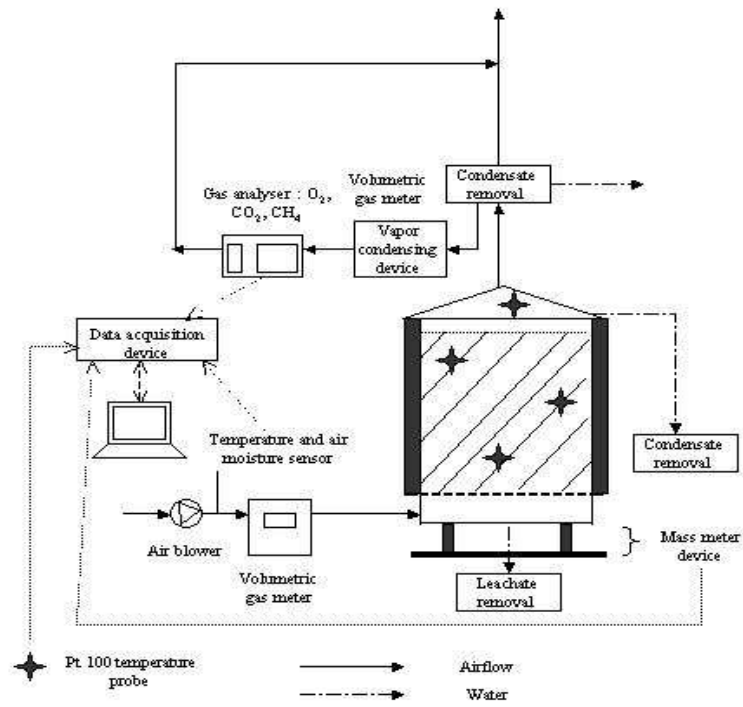 Condensate
removal
Volumetric
gas meter
Gas analyser : O₂,
CO₂, CH₄
Vapor
condensing
device
Data acquisition
device
Temperature and air
moisture sensor
Condensate
removal
Air blower
Volumetric
gas meter
Mass meter
device
Leachate
removal
Pt 100 temperature
probe
Airflow
Water